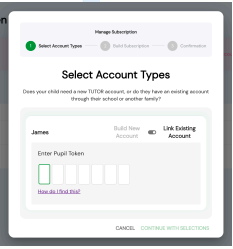 Manage Subscription
1 Select Account Types 2 Build Subscription 3 Confirmation
Select Account Types
Does your child need a new TUTOR account, or do they have an existing account
through their school or another family?
James
Build New
Account
Link Existing
Account
Enter Pupil Token
How do I find this?
CANCEL CONTINUE WITH SELECTIONS